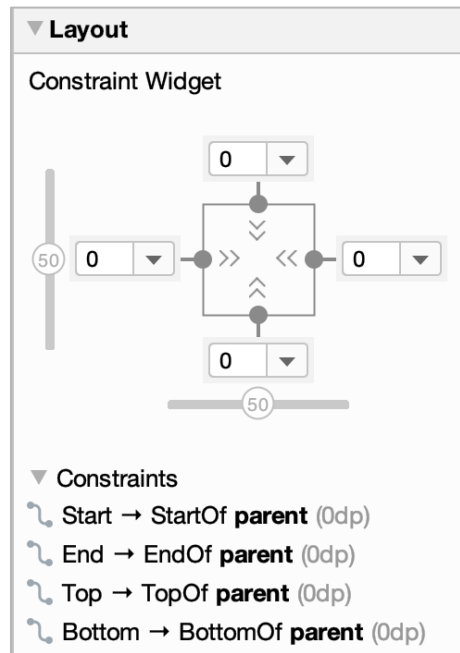 Layout
Constraint Widget
0
50
0
0
0
50
Constraints
Start → StartOf parent (0dp)
End → EndOf parent (0dp)
Top → TopOf parent (0dp)
Bottom → BottomOf parent (0dp)